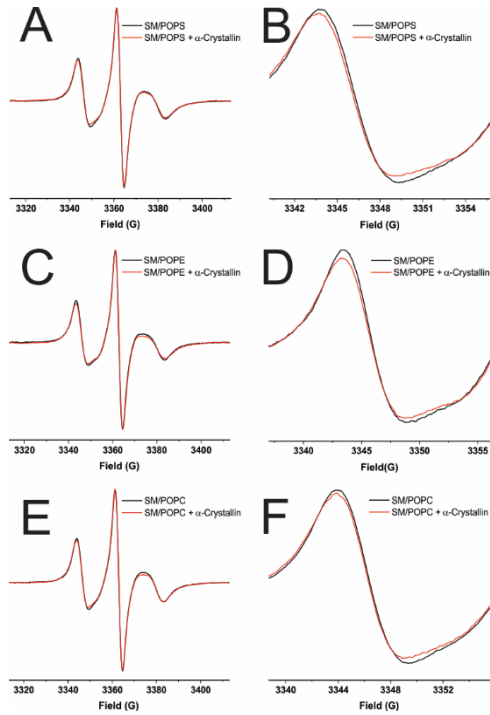 A
SM/POPS
SM/POPS + α-Crystallin
3320 3340 3360 3380 3400
Field (G)
B
SM/POPS
SM/POPS + α-Crystallin
3342 3345 3348 3351 3354
Field (G)
C
SM/POPE
SM/POPE + α-Crystallin
3320 3340 3360 3380 3400
Field (G)
D
SM/POPE
SM/POPE + α-Crystallin
3340 3345 3350 3355
Field(G)
E
SM/POPC
SM/POPC + α-Crystallin
3320 3340 3360 3380 3400
Field (G)
F
SM/POPC
SM/POPC + α-Crystallin
3340 3344 3348 3352
Field (G)